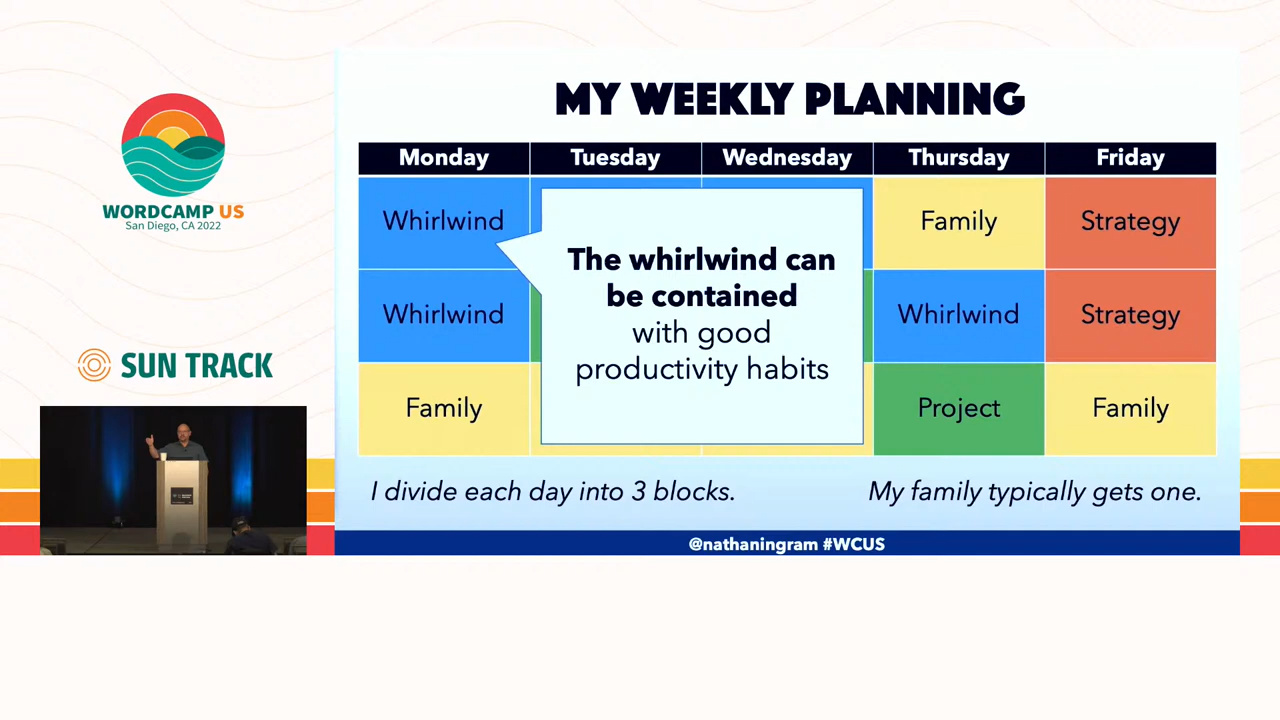 MY WEEKLY PLANNING
Monday Tuesday Wednesday Thursday Friday
Whirlwind Family Strategy
Whirlwind Whirlwind Strategy
Family Project Family
The whirlwind can
be contained
with good
productivity habits
I divide each day into 3 blocks. My family typically gets one.
@nathaningram #WCUS
WORDCAMP US
San Diego, CA 2022
SUN TRACK